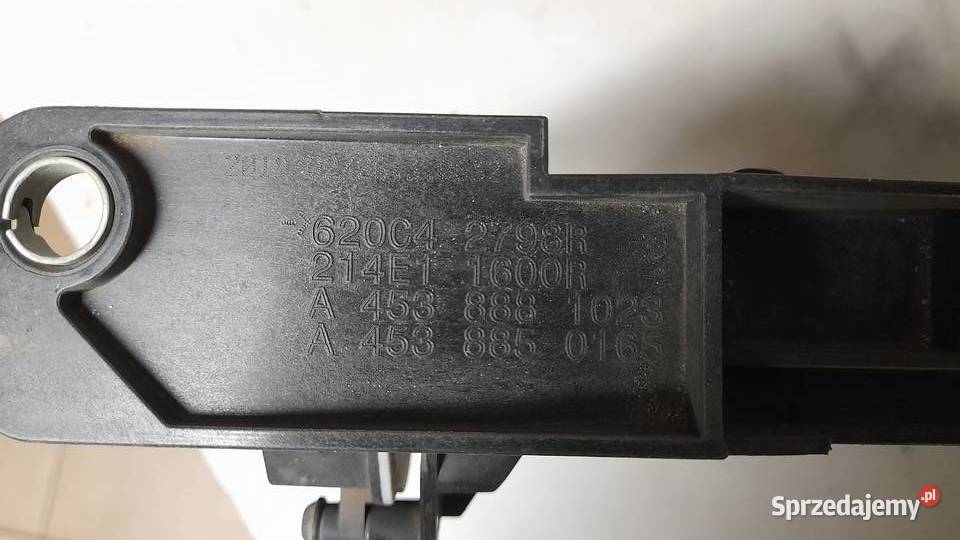 620C4 2798R
214E1 1600R
A 453 888 1023
A 453 885 0165
Sprzedajemy.pl